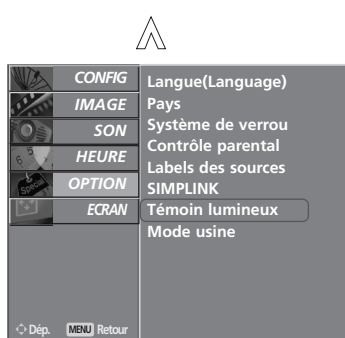 CONFIG
IMAGE
SON
HEURE
OPTION
ECRAN
Langue(Language)
Pays
Système de verrou
Contrôle parental
Labels des sources
SIMPLINK
Témoin lumineux
Mode usine
Dép. MENU Retour